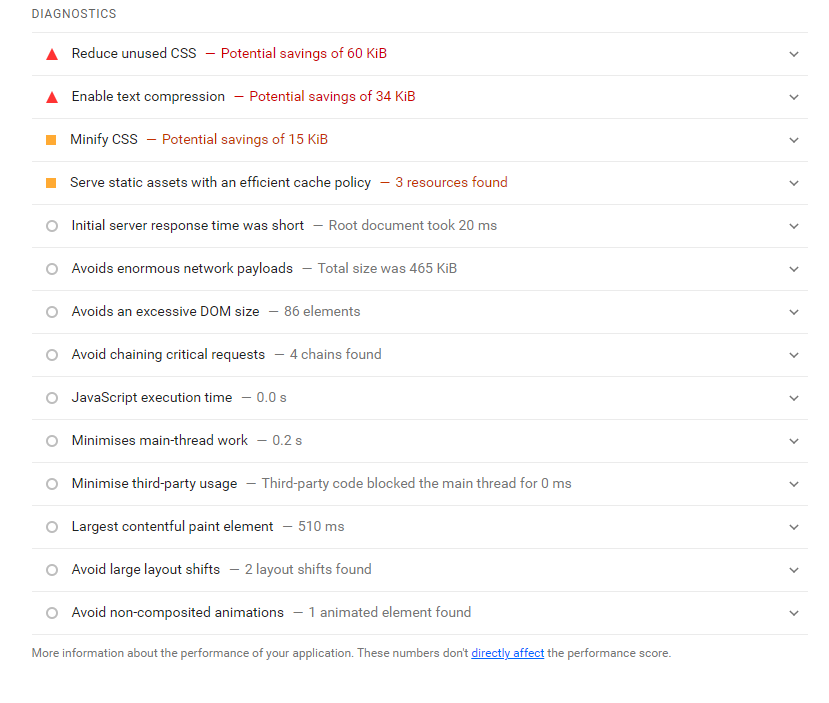 DIAGNOSTICS
Reduce unused CSS — Potential savings of 60 KiB
Enable text compression — Potential savings of 34 KiB
Minify CSS — Potential savings of 15 KiB
Serve static assets with an efficient cache policy — 3 resources found
Initial server response time was short — Root document took 20 ms
Avoids enormous network payloads — Total size was 465 KiB
Avoids an excessive DOM size — 86 elements
Avoid chaining critical requests — 4 chains found
JavaScript execution time — 0.0 s
Minimises main-thread work — 0.2 s
Minimise third-party usage — Third-party code blocked the main thread for 0 ms
Largest contentful paint element — 510 ms
Avoid large layout shifts — 2 layout shifts found
Avoid non-composited animations — 1 animated element found
More information about the performance of your application. These numbers don't directly affect the performance score.